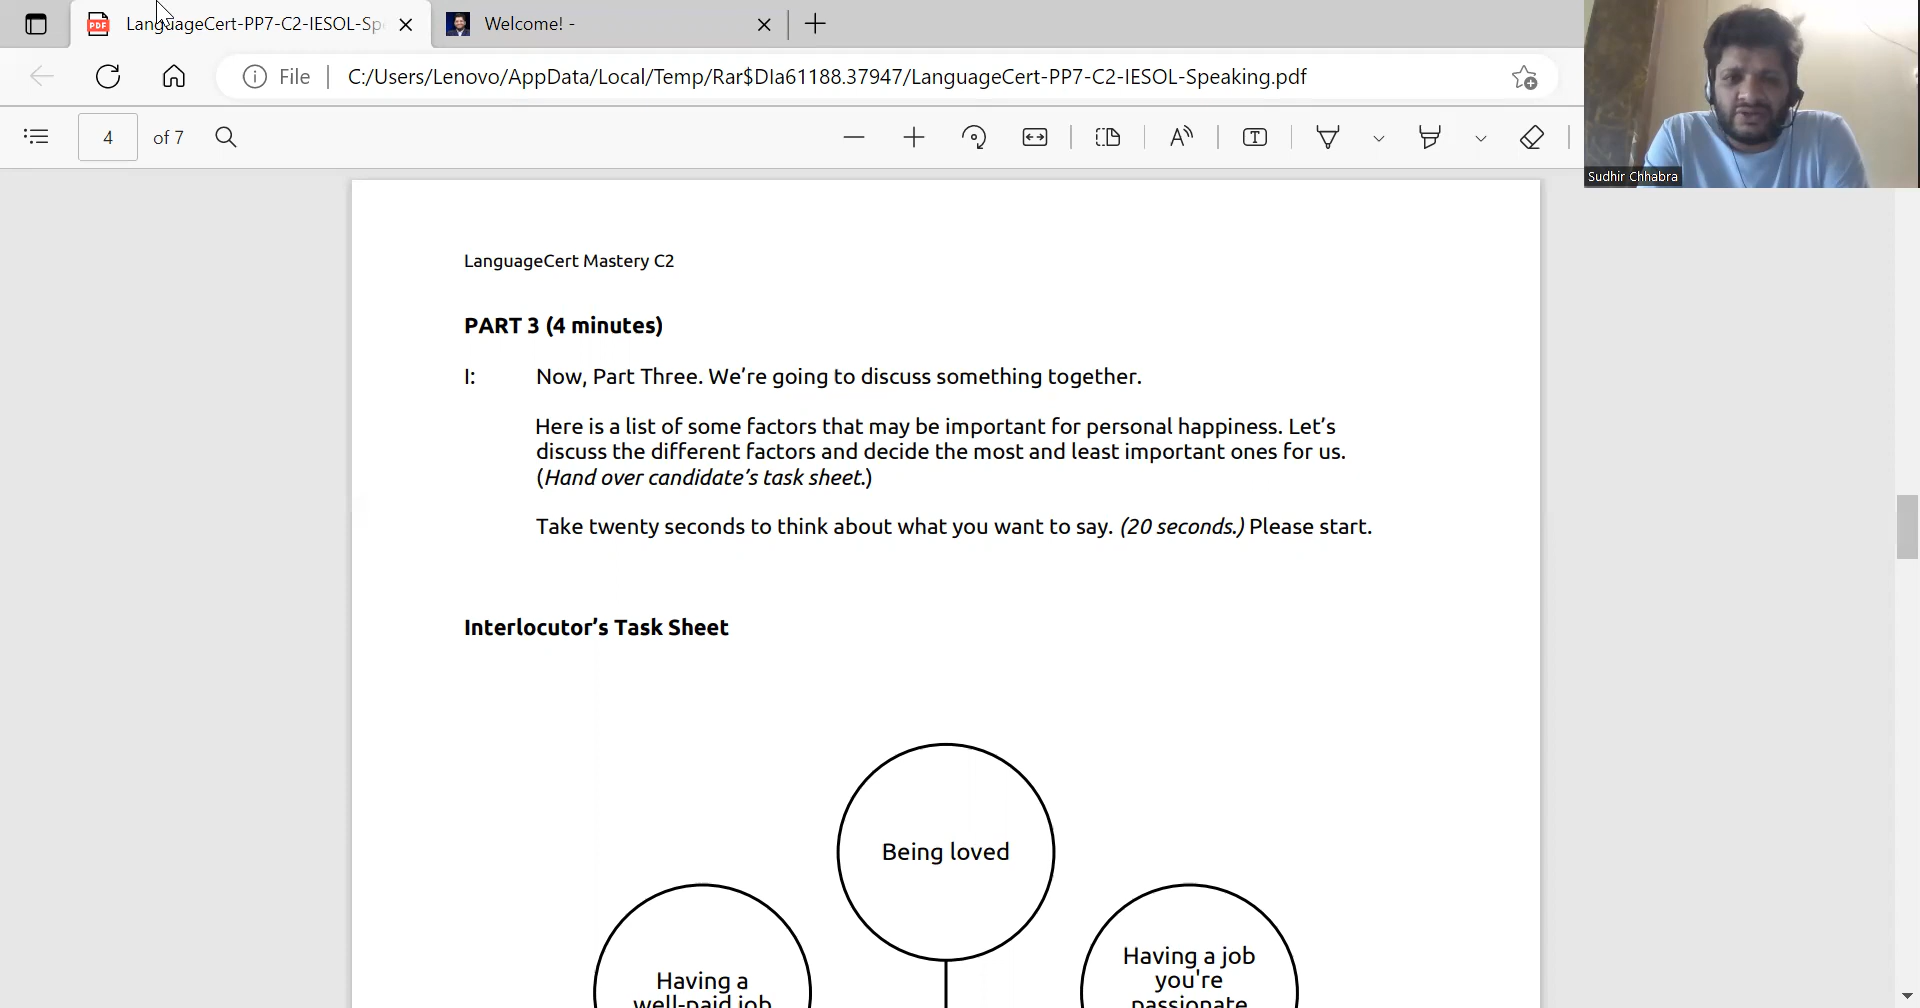 LanguageCert-PP7-C2-IESOL-Sp
Welcome! -
File
C:/Users/Lenovo/AppData/Local/Temp/Rar$DIa61188.37947/LanguageCert-PP7-C2-IESOL-Speaking.pdf
4 of 7
Sudhir Chhabra
LanguageCert Mastery C2
PART 3 (4 minutes)
I: Now, Part Three. We're going to discuss something together.
Here is a list of some factors that may be important for personal happiness. Let's
discuss the different factors and decide the most and least important ones for us.
(Hand over candidate's task sheet.)
Take twenty seconds to think about what you want to say. (20 seconds.) Please start.
Interlocutor's Task Sheet
Being loved
Having a
well-paid job
Having a job
you're
passionate